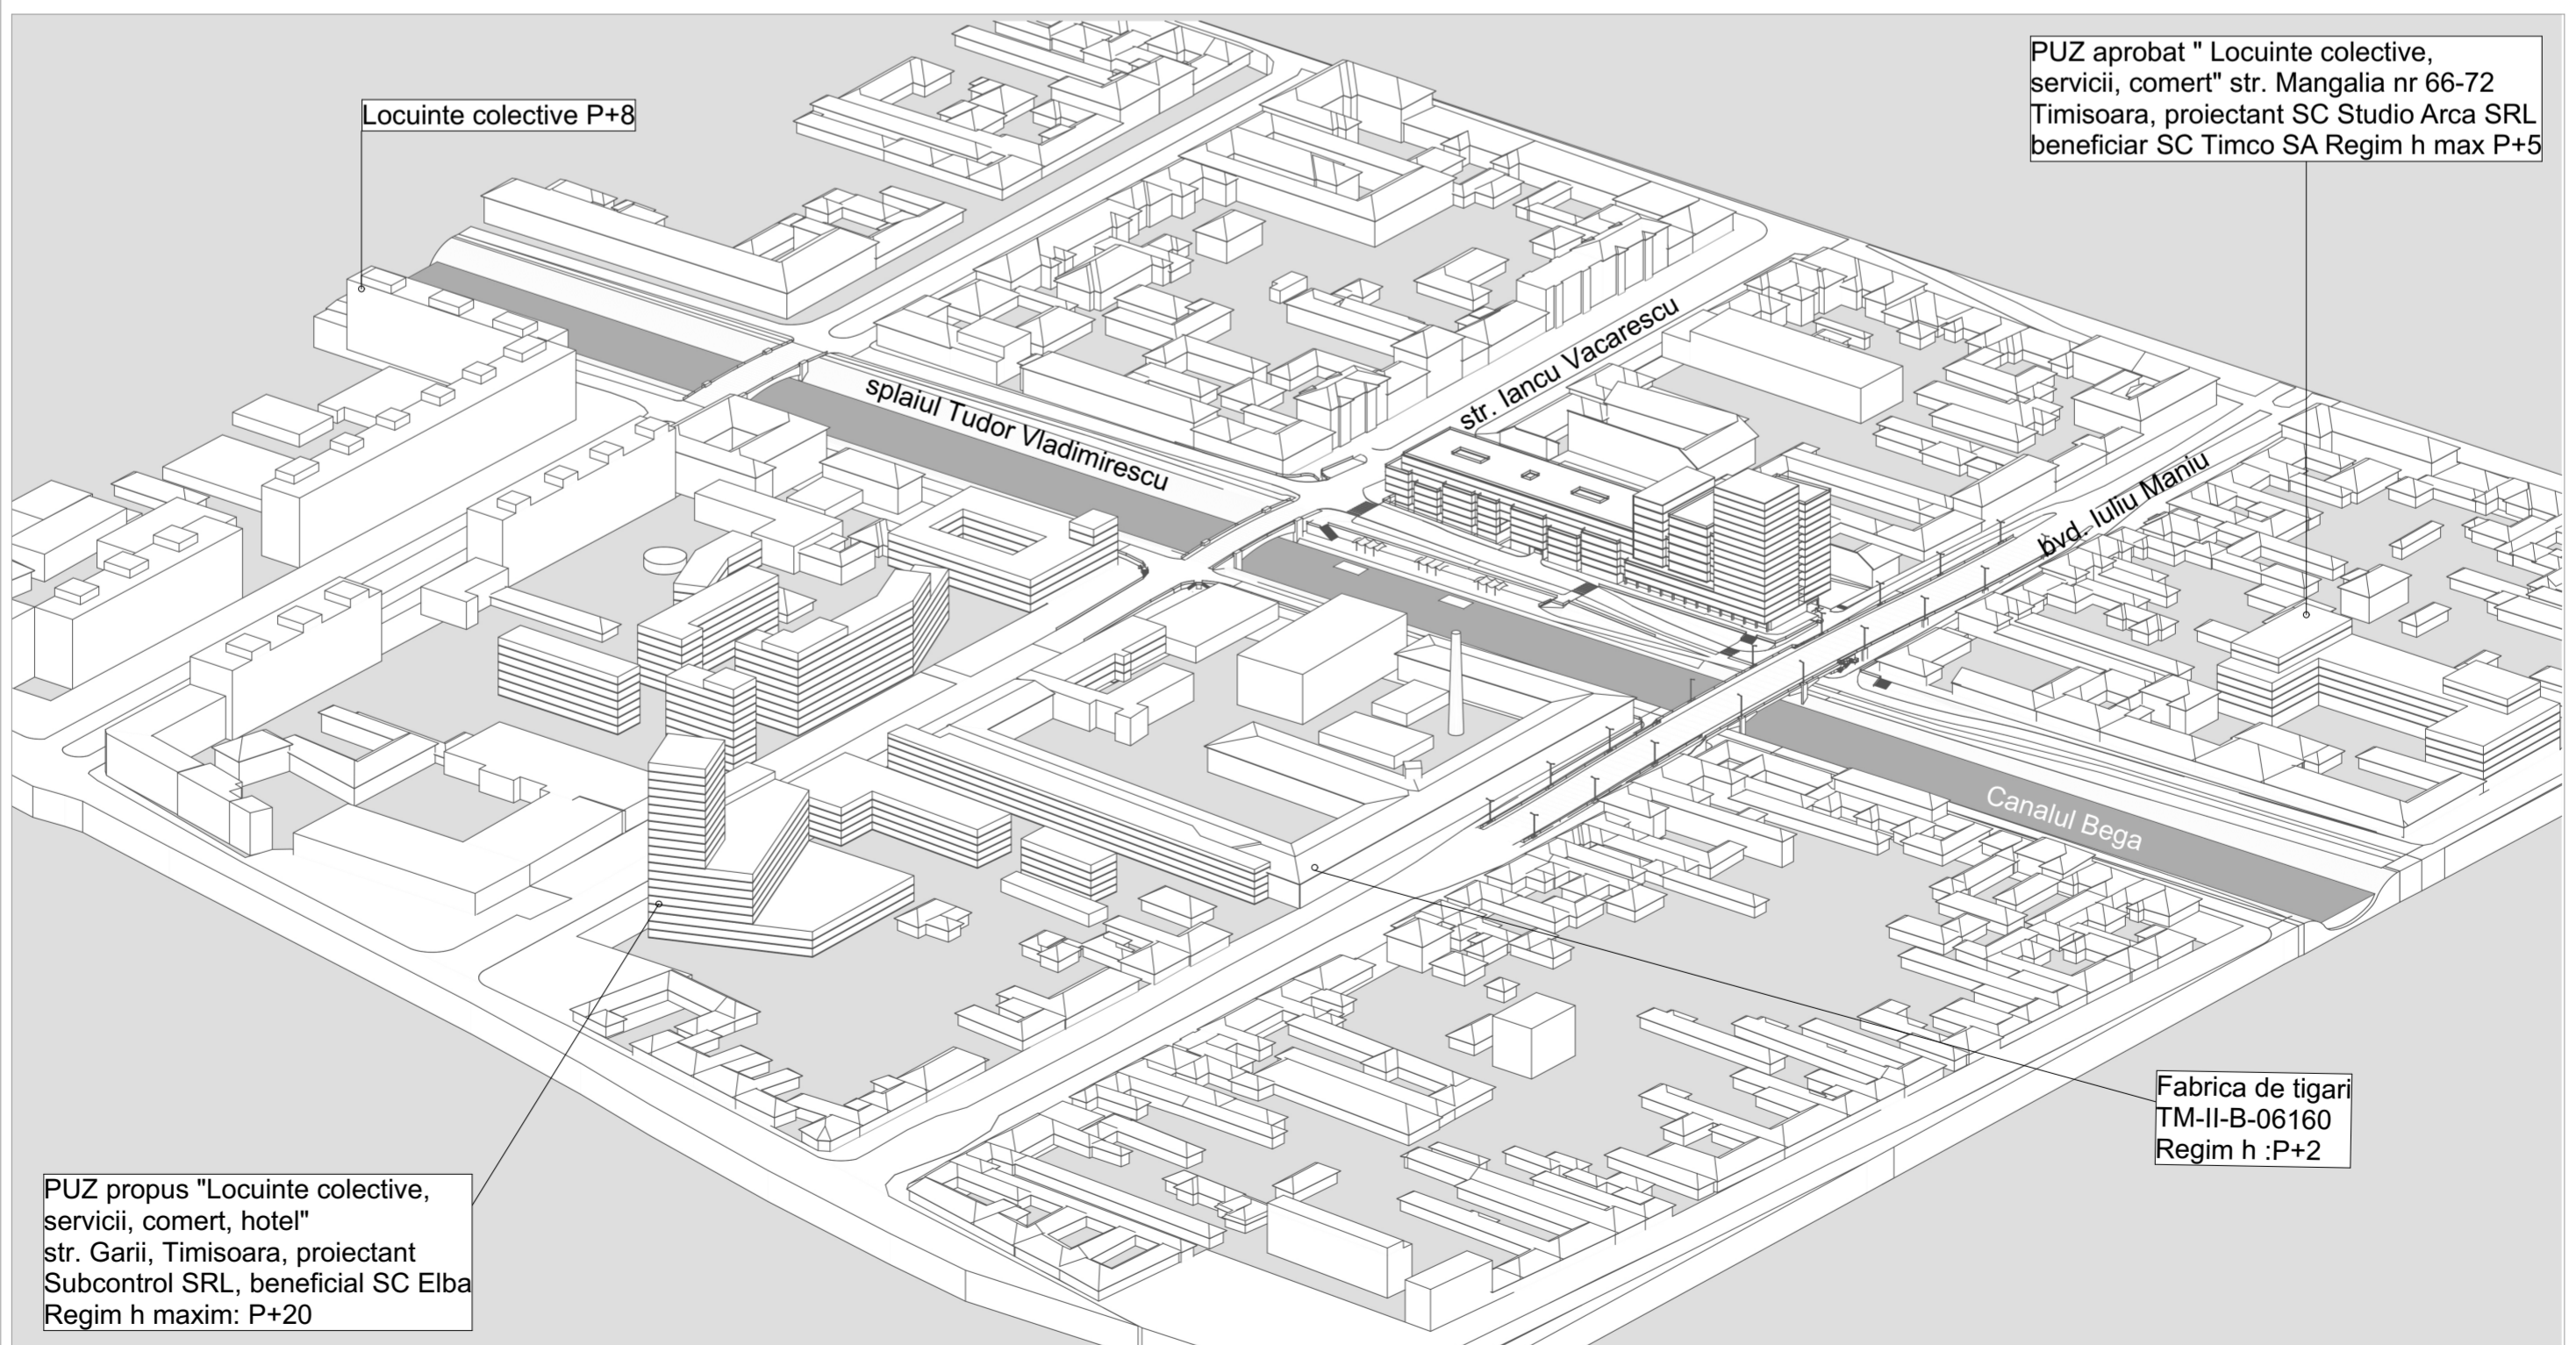 Locuinte colective P+8
PUZ aprobat " Locuinte colective,
servicii, comert" str. Mangalia nr 66-72
Timisoara, proiectant SC Studio Arca SRL
beneficiar SC Timco SA Regim h max P+5
str. Iancu Vacarescu
splaiul Tudor Vladimirescu
bvd. Iuliu Maniu
Canalul Bega
Fabrica de tigari
TM-II-B-06160
Regim h :P+2
PUZ propus "Locuinte colective,
servicii, comert, hotel"
str. Garii, Timisoara, proiectant
Subcontrol SRL, beneficial SC Elba
Regim h maxim: P+20